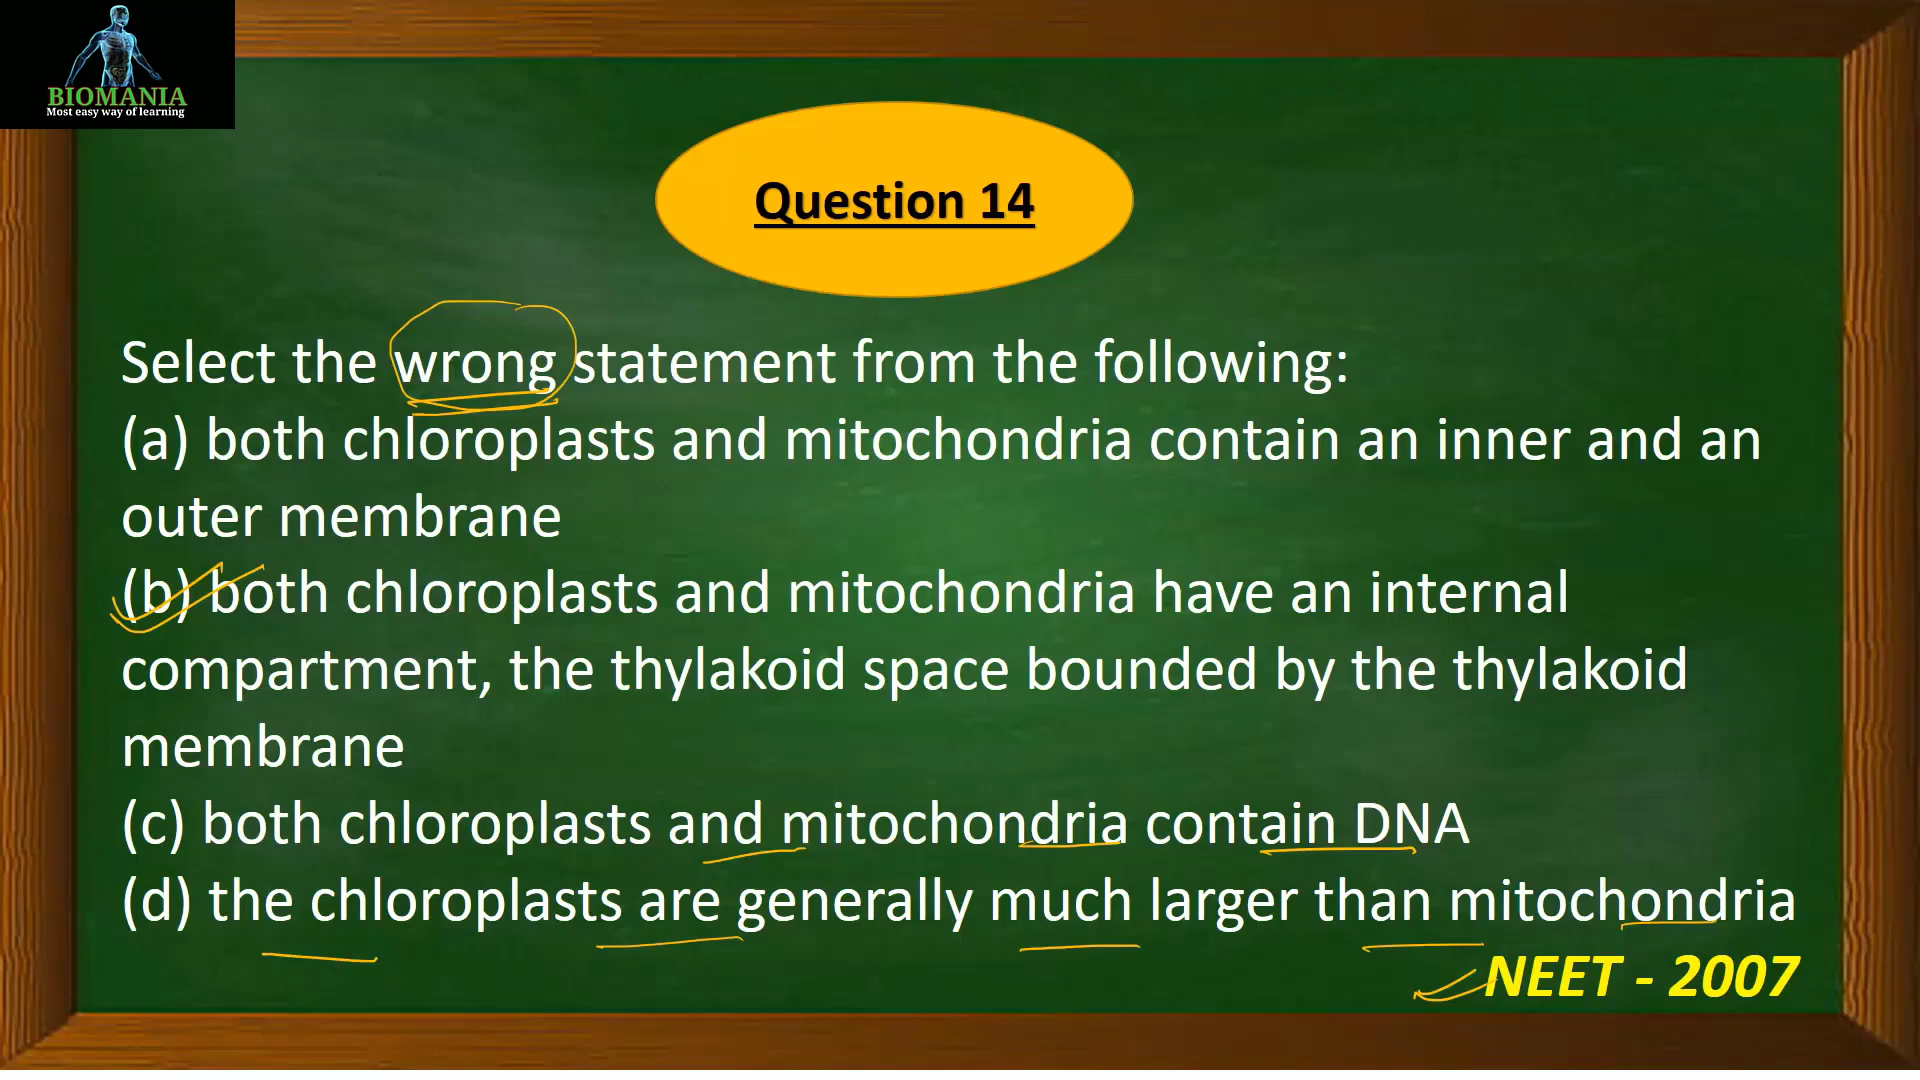 BIOMANIA
Most easy way of learning
Question 14
Select the wrong statement from the following:
(a) both chloroplasts and mitochondria contain an inner and an
outer membrane
(b) both chloroplasts and mitochondria have an internal
compartment, the thylakoid space bounded by the thylakoid
membrane
(c) both chloroplasts and mitochondria contain DNA
(d) the chloroplasts are generally much larger than mitochondria
NEET - 2007